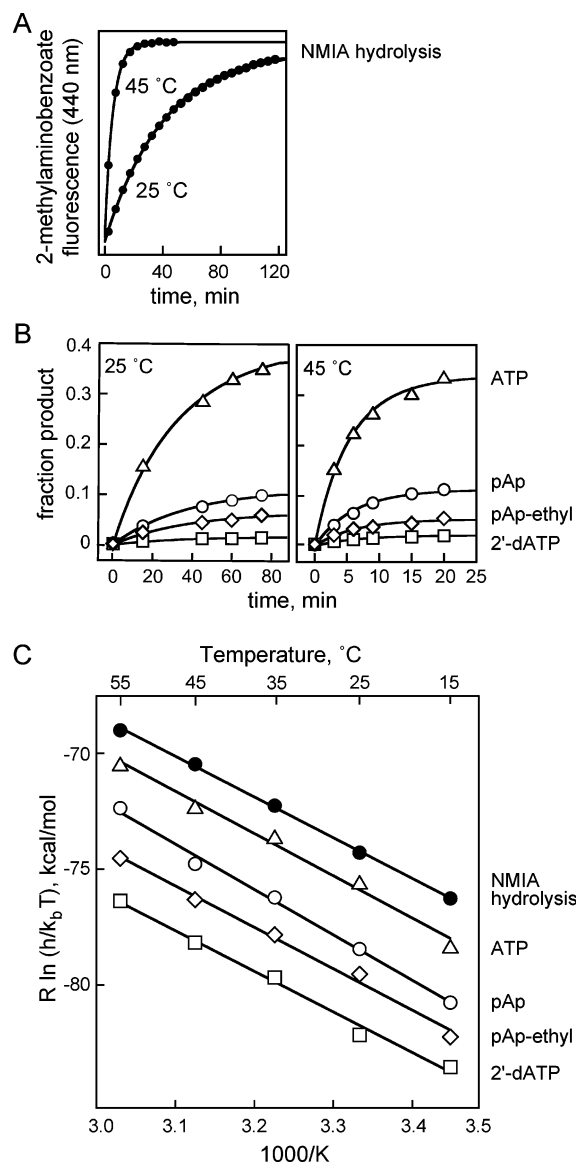 A
2-methylaminobenzoate
fluorescence (440 nm)
NMIA hydrolysis
45 °C
25 °C
0 40 80 120
time, min
B
fraction product
0.4
0.3
0.2
0.1
0
25 °C
45 °C
ATP
pAp
pAp-ethyl
2'-dATP
0 20 40 60 80
0 5 10 15 20 25
time, min
C
Temperature, °C
55 45 35 25 15
R ln (h/kb T), kcal/mol
-70
-75
-80
NMIA
hydrolysis
ATP
pAp
pAp-ethyl
2'-dATP
3.0 3.1 3.2 3.3 3.4 3.5
1000/K